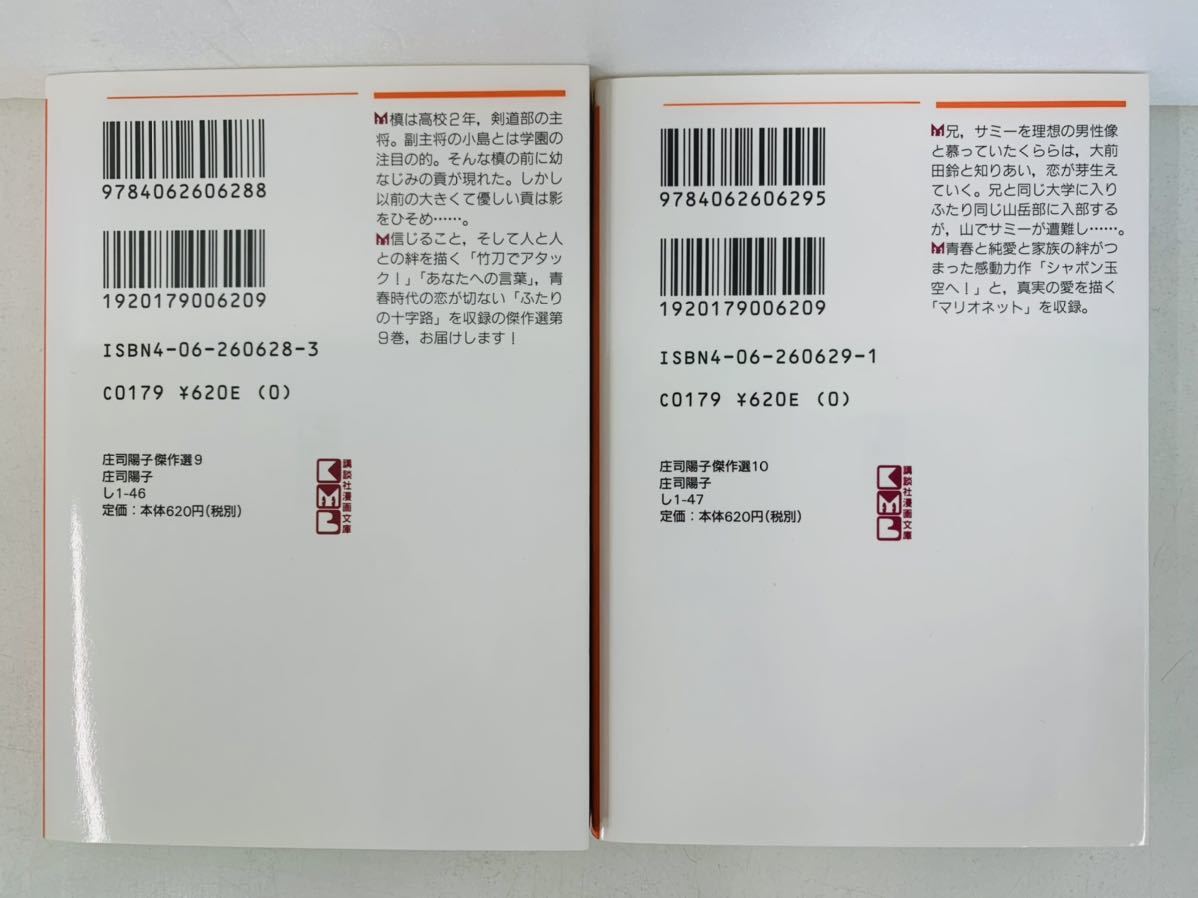 9784062606288
1920179006209
ISBN4-06-260628-3
C0179 ¥620E (0)
槙は高校2年，剣道部の主
将。副主将の小島とは学園の
注目の的。そんな槙の前に幼
なじみの貢が現れた。しかし
以前の大きくて優しい貢は影
をひそめ……。
信じること，そして人と人
との絆を描く「竹刀でアタッ
ク！」「あなたへの言葉」，青
春時代の恋が切ない「ふたり
の十字路」を収録の傑作選第
9巻，お届けします！
庄司陽子傑作選9
庄司陽子
し1-46
定価：本体620円（税別）
KMB
講談社漫画文庫
9784062606295
1920179006209
ISBN4-06-260629-1
C0179 ¥620E (0)
兄，サミーを理想の男性像
と慕っていたくららは，大前
田鈴と知りあい，恋が芽生え
ていく。兄と同じ大学に入り
ふたり同じ山岳部に入部する
が，山でサミーが遭難し……。
青春と純愛と家族の絆がつ
まった感動力作「シャボン玉
空へ！」と，真実の愛を描く
「マリオネット」を収録。
庄司陽子傑作選10
庄司陽子
し1-47
定価：本体620円（税別）
KMB
講談社漫画文庫